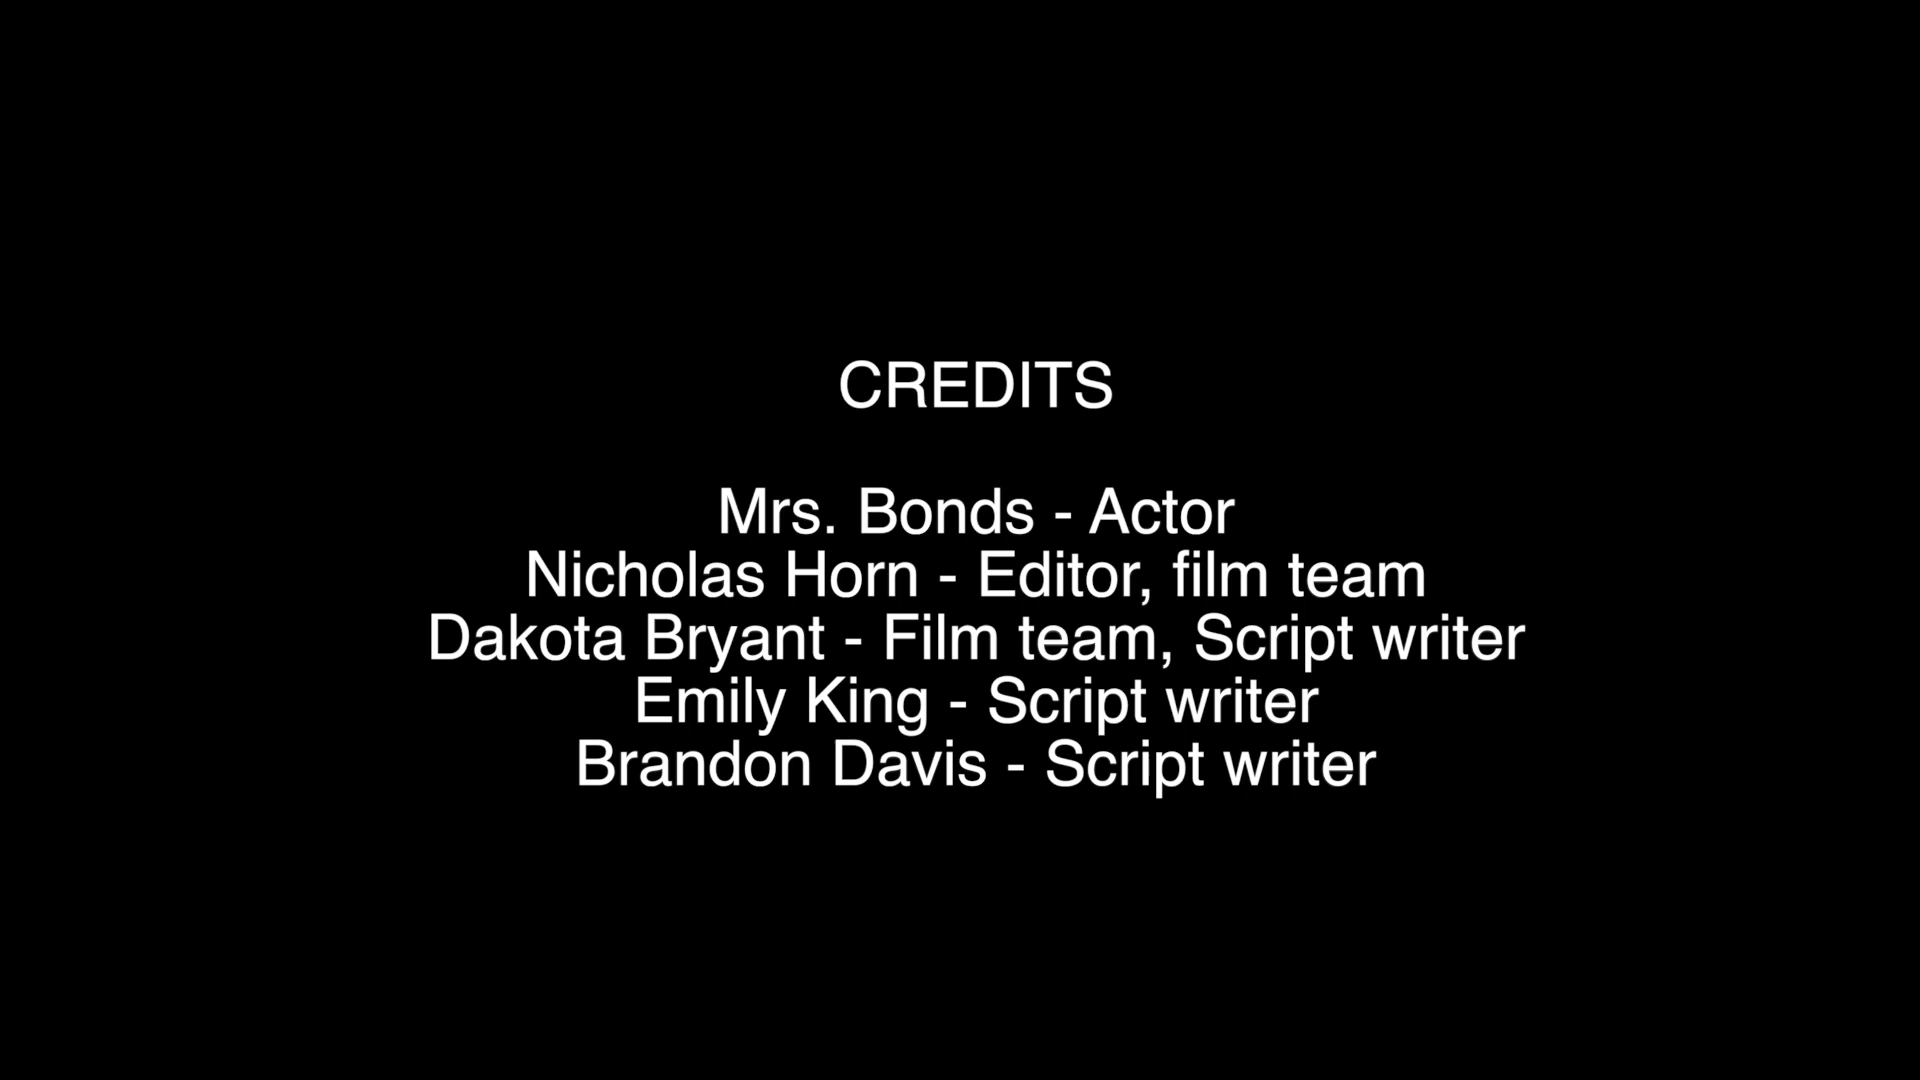 CREDITS
Mrs. Bonds - Actor
Nicholas Horn - Editor, film team
Dakota Bryant - Film team, Script writer
Emily King - Script writer
Brandon Davis - Script writer